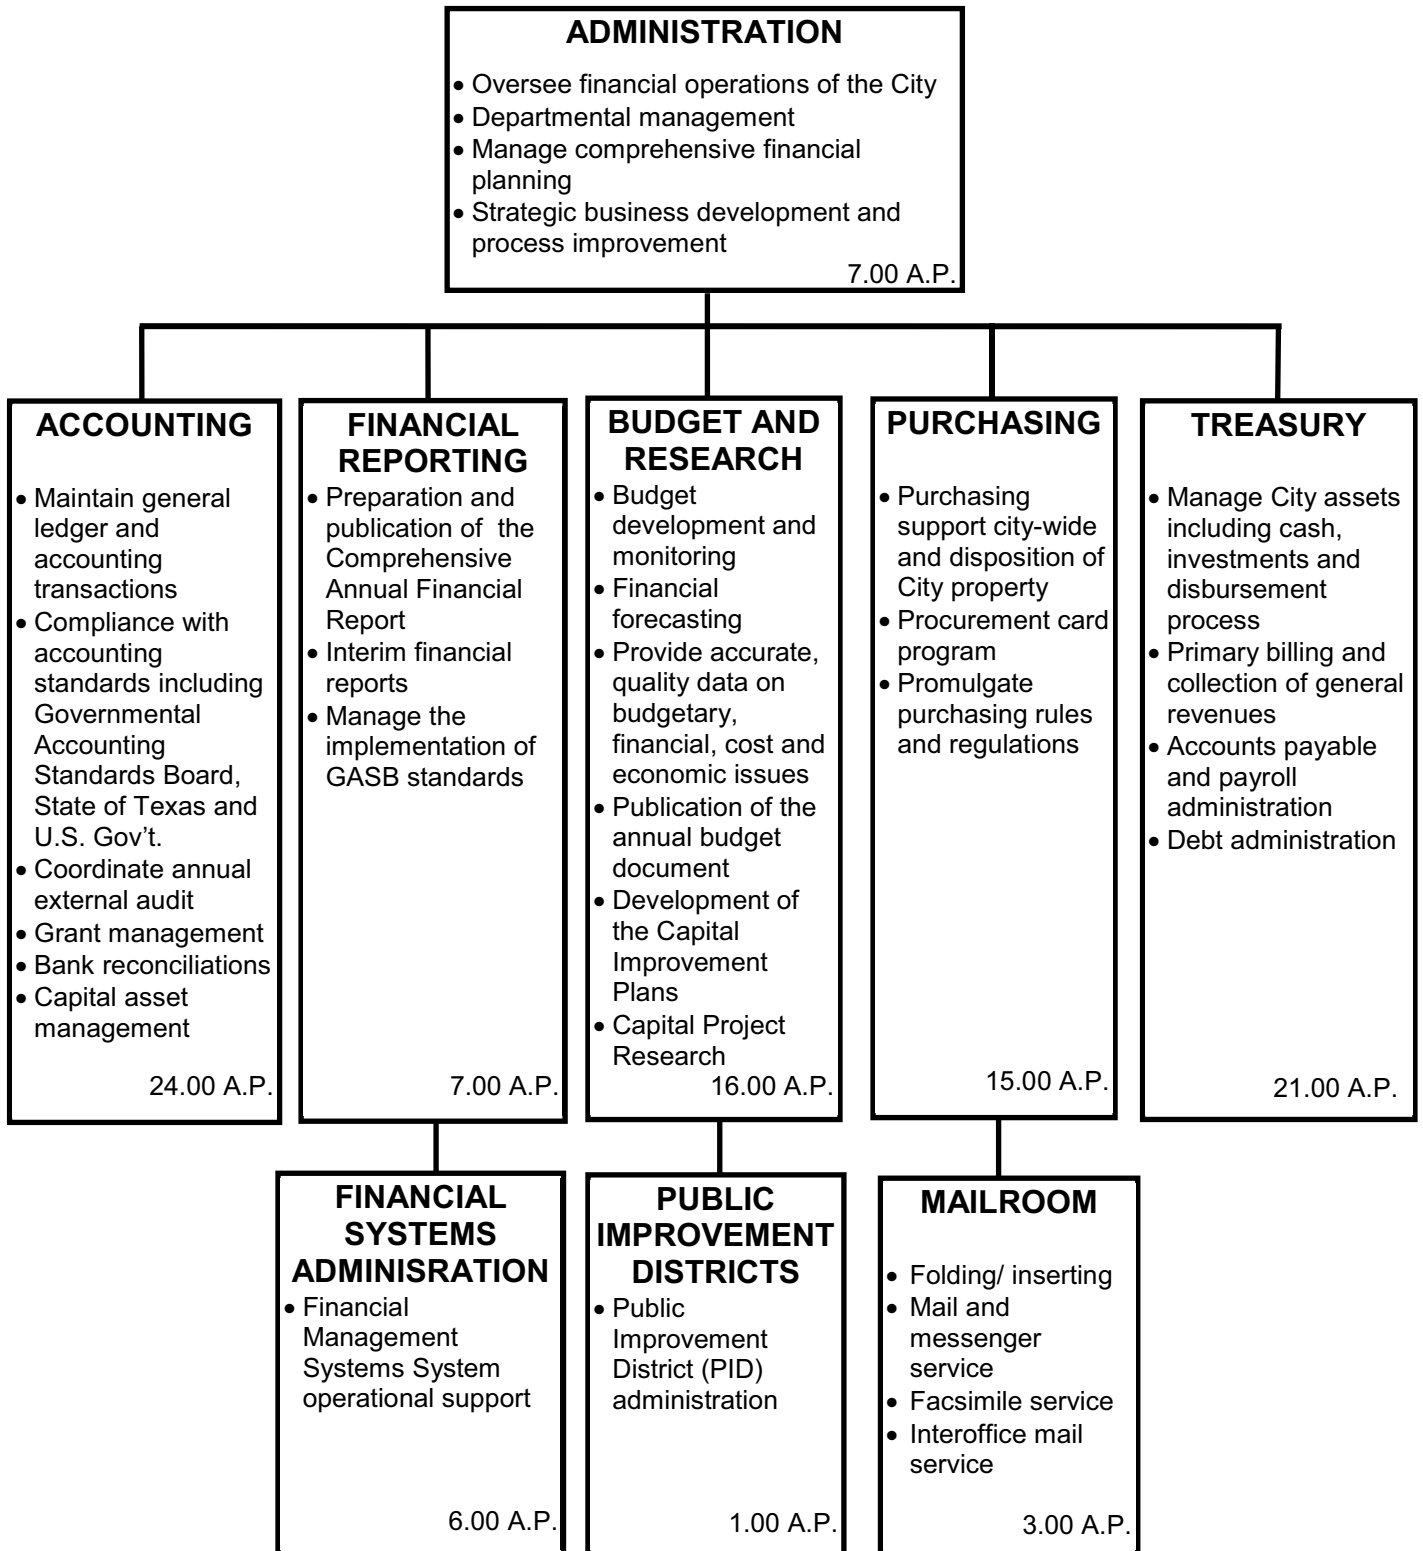 ADMINISTRATION
• Oversee financial operations of the City
• Departmental management
• Manage comprehensive financial
planning
• Strategic business development and
process improvement
7.00 A.P.
ACCOUNTING
• Maintain general
ledger and
accounting
transactions
• Compliance with
accounting
standards including
Governmental
Accounting
Standards Board,
State of Texas and
U.S. Gov’t.
• Coordinate annual
external audit
• Grant management
• Bank reconciliations
• Capital asset
management
24.00 A.P.
FINANCIAL
REPORTING
• Preparation and
publication of the
Comprehensive
Annual Financial
Report
• Interim financial
reports
• Manage the
implementation of
GASB standards
7.00 A.P.
BUDGET AND
RESEARCH
• Budget
development and
monitoring
• Financial
forecasting
• Provide accurate,
quality data on
budgetary,
financial, cost and
economic issues
• Publication of the
annual budget
document
• Development of
the Capital
Improvement
Plans
• Capital Project
Research
16.00 A.P.
PURCHASING
• Purchasing
support city-wide
and disposition of
City property
• Procurement card
program
• Promulgate
purchasing rules
and regulations
15.00 A.P.
TREASURY
• Manage City assets
including cash,
investments and
disbursement
process
• Primary billing and
collection of general
revenues
• Accounts payable
and payroll
administration
• Debt administration
21.00 A.P.
FINANCIAL
SYSTEMS
ADMINISRATION
• Financial
Management
Systems System
operational support
6.00 A.P.
PUBLIC
IMPROVEMENT
DISTRICTS
• Public
Improvement
District (PID)
administration
1.00 A.P.
MAILROOM
• Folding/ inserting
• Mail and
messenger
service
• Facsimile service
• Interoffice mail
service
3.00 A.P.